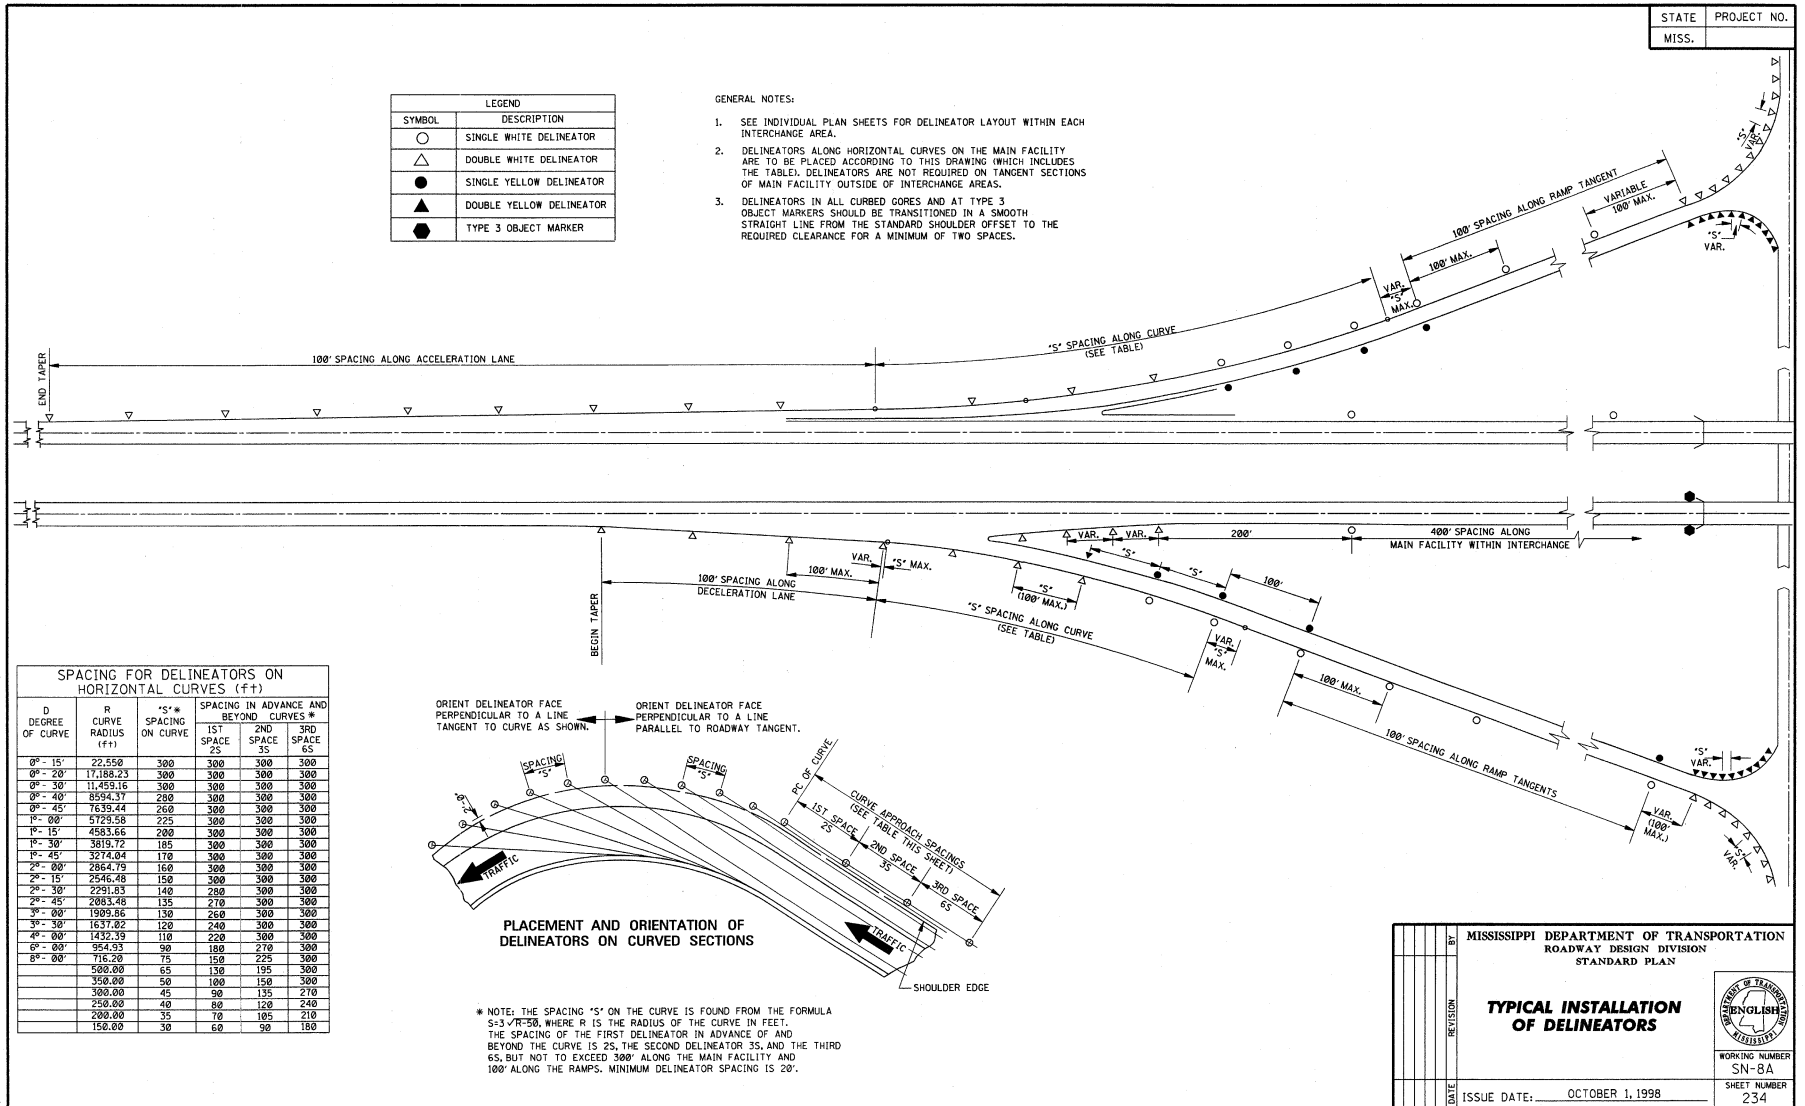 STATE PROJECT NO.
MISS.
LEGEND
SYMBOL DESCRIPTION
SINGLE WHITE DELINEATOR
DOUBLE WHITE DELINEATOR
SINGLE YELLOW DELINEATOR
DOUBLE YELLOW DELINEATOR
TYPE 3 OBJECT MARKER
GENERAL NOTES:
1. SEE INDIVIDUAL PLAN SHEETS FOR DELINEATOR LAYOUT WITHIN EACH
INTERCHANGE AREA.
2. DELINEATORS ALONG HORIZONTAL CURVES ON THE MAIN FACILITY
ARE TO BE PLACED ACCORDING TO THIS DRAWING (WHICH INCLUDES
THE TABLE). DELINEATORS ARE NOT REQUIRED ON TANGENT SECTIONS
OF MAIN FACILITY OUTSIDE OF INTERCHANGE AREAS.
3. DELINEATORS IN ALL CURBED GORES AND AT TYPE 3
OBJECT MARKERS SHOULD BE TRANSITIONED IN A SMOOTH
STRAIGHT LINE FROM THE STANDARD SHOULDER OFFSET TO THE
REQUIRED CLEARANCE FOR A MINIMUM OF TWO SPACES.
"S"
VAR.
100' SPACING ALONG RAMP TANGENT
VARIABLE
100' MAX.
"S"
VAR.
100' MAX.
VAR.
"S"
MAX.
"S" SPACING ALONG CURVE
(SEE TABLE)
100' SPACING ALONG ACCELERATION LANE
END TAPER
VAR. VAR. 200' 400' SPACING ALONG
MAIN FACILITY WITHIN INTERCHANGE
"S"
"S"
100'
VAR. "S" MAX.
100' MAX.
100' SPACING ALONG
DECELERATION LANE
"S"
(100' MAX.)
"S" SPACING ALONG CURVE
(SEE TABLE)
BEGIN TAPER
VAR.
"S"
MAX.
100' MAX.
100' SPACING ALONG RAMP TANGENTS
"S"
VAR.
VAR.
(100'
MAX.)
"S"
VAR.
SPACING FOR DELINEATORS ON
HORIZONTAL CURVES (ft)
D DEGREE OF CURVE R CURVE RADIUS (ft) "S"* SPACING ON CURVE SPACING IN ADVANCE AND BEYOND CURVES *
1ST SPACE 2S 2ND SPACE 3S 3RD SPACE 6S
0°- 15' 22,550 300 300 300 300
0°- 20' 17,188.23 300 300 300 300
0°- 30' 11,459.16 300 300 300 300
0°- 40' 8594.37 280 300 300 300
0°- 45' 7639.44 260 300 300 300
1°- 00' 5729.58 225 300 300 300
1°- 15' 4583.66 200 300 300 300
1°- 30' 3819.72 185 300 300 300
1°- 45' 3274.04 170 300 300 300
2°- 00' 2864.79 160 300 300 300
2°- 15' 2546.48 150 300 300 300
2°- 30' 2291.83 140 280 300 300
2°- 45' 2083.48 135 270 300 300
3°- 00' 1909.86 130 260 300 300
3°- 30' 1637.02 120 240 300 300
4°- 00' 1432.39 110 220 300 300
6°- 00' 954.93 90 180 270 300
8°- 00' 716.20 75 150 225 300
500.00 65 130 195 300
350.00 50 100 150 300
300.00 45 90 135 270
250.00 40 80 120 240
200.00 35 70 105 210
150.00 30 60 90 180
ORIENT DELINEATOR FACE
PERPENDICULAR TO A LINE
TANGENT TO CURVE AS SHOWN.
ORIENT DELINEATOR FACE
PERPENDICULAR TO A LINE
PARALLEL TO ROADWAY TANGENT.
SPACING
"S"
SPACING
"S"
2'-0"
PC OF CURVE
CURVE APPROACH SPACINGS
(SEE TABLE THIS SHEET)
1ST SPACE
2S
2ND SPACE
3S
3RD SPACE
6S
TRAFFIC
TRAFFIC
SHOULDER EDGE
PLACEMENT AND ORIENTATION OF
DELINEATORS ON CURVED SECTIONS
* NOTE: THE SPACING "S" ON THE CURVE IS FOUND FROM THE FORMULA
S=3√R-50, WHERE R IS THE RADIUS OF THE CURVE IN FEET.
THE SPACING OF THE FIRST DELINEATOR IN ADVANCE OF AND
BEYOND THE CURVE IS 2S, THE SECOND DELINEATOR 3S, AND THE THIRD
6S, BUT NOT TO EXCEED 300' ALONG THE MAIN FACILITY AND
100' ALONG THE RAMPS. MINIMUM DELINEATOR SPACING IS 20'.
BY
REVISION
DATE
MISSISSIPPI DEPARTMENT OF TRANSPORTATION
ROADWAY DESIGN DIVISION
STANDARD PLAN
TYPICAL INSTALLATION
OF DELINEATORS
DEPARTMENT OF TRANSPORTATION
ENGLISH
MISSISSIPPI
WORKING NUMBER
SN-8A
SHEET NUMBER
234
ISSUE DATE: OCTOBER 1, 1998